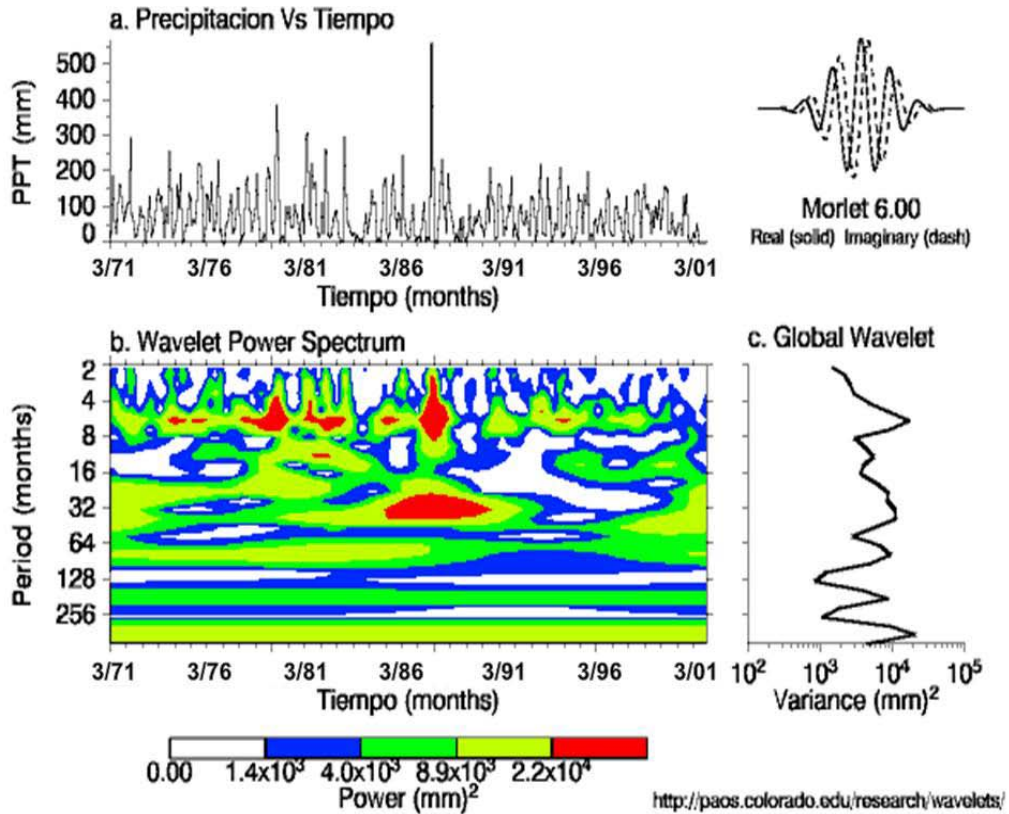 a. Precipitacion Vs Tiempo
PPT (mm)
500
400
300
200
100
0
3/71 3/76 3/81 3/86 3/91 3/96 3/01
Tiempo (months)
Morlet 6.00
Real (solid) Imaginary (dash)
b. Wavelet Power Spectrum
Period (months)
2
4
8
16
32
64
128
256
3/71 3/76 3/81 3/86 3/91 3/96 3/01
Tiempo (months)
c. Global Wavelet
10² 10³ 10⁴ 10⁵
Variance (mm)²
0.00 1.4x10³ 4.0x10³ 8.9x10³ 2.2x10⁴
Power (mm)²
http://paos.colorado.edu/research/wavelets/